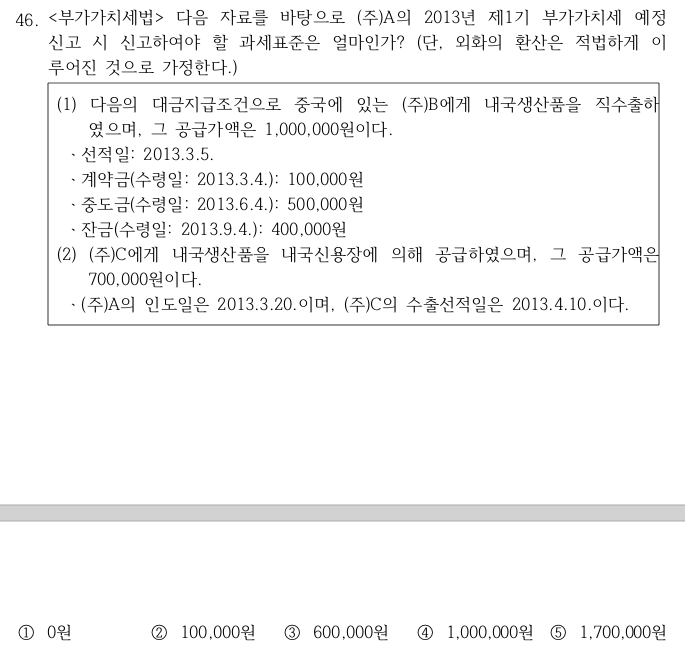 46. <부가가치세법> 다음 자료를 바탕으로 (주)A의 2013년 제1기 부가가치세 예정
신고 시 신고하여야 할 과세표준은 얼마인가? (단, 외화의 환산은 적법하게 이
루어진 것으로 가정한다.)
(1) 다음의 대금지급조건으로 중국에 있는 (주)B에게 내국생산품을 직수출하
였으며, 그 공급가액은 1,000,000원이다.
ㆍ선적일: 2013.3.5.
ㆍ계약금(수령일: 2013.3.4.): 100,000원
ㆍ중도금(수령일: 2013.6.4.): 500,000원
ㆍ잔금(수령일: 2013.9.4.): 400,000원
(2) (주)C에게 내국생산품을 내국신용장에 의해 공급하였으며, 그 공급가액은
700,000원이다.
ㆍ(주)A의 인도일은 2013.3.20.이며, (주)C의 수출선적일은 2013.4.10.이다.
① 0원 ② 100,000원 ③ 600,000원 ④ 1,000,000원 ⑤ 1,700,000원